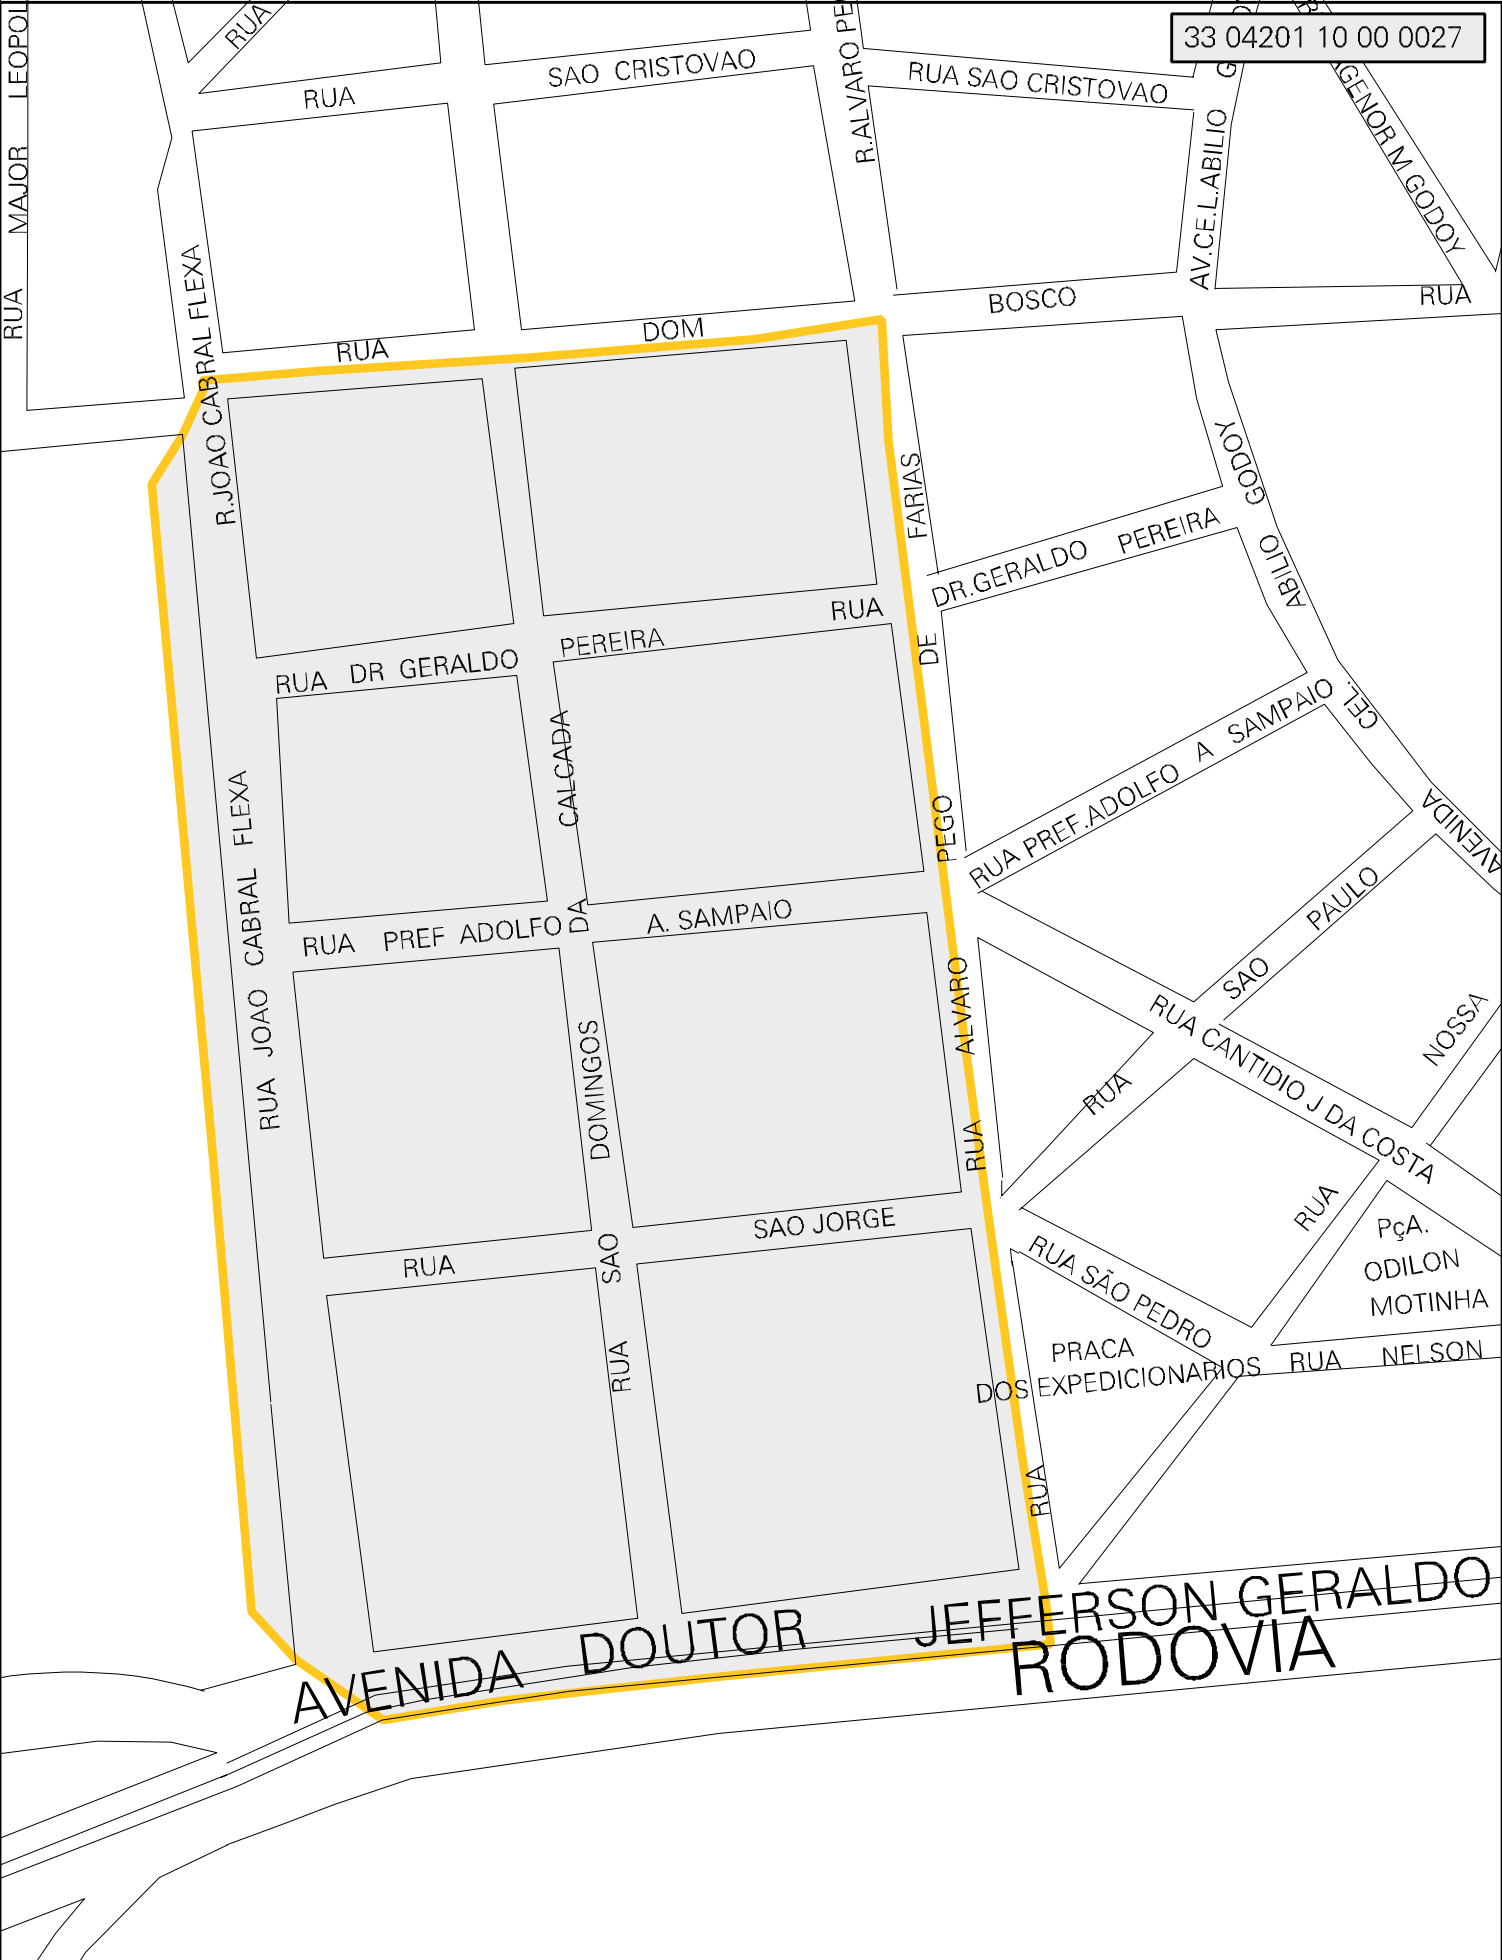 33 04201 10 00 0027
RUA
RUA MAJOR LEOPOL
RUA SAO CRISTOVAO
R.ALVARO PE
RUA SAO CRISTOVAO
AV.CE.L.ABILIO
GENOR M GODOY
R.JOAO CABRAL FLEXA
RUA DOM BOSCO
RUA
RUA DR GERALDO PEREIRA
RUA DR.GERALDO PEREIRA
RUA JOAO CABRAL FLEXA
RUA SAO DOMINGOS DA CALCADA
RUA ALVARO PEGO DE FARIAS
AVENIDA CEL. ABILIO GODOY
RUA PREF ADOLFO A. SAMPAIO
RUA PREF.ADOLFO A SAMPAIO
RUA SAO PAULO
RUA CANTIDIO J DA COSTA
RUA NOSSA
RUA SAO JORGE
RUA SÃO PEDRO
PçA.
ODILON
MOTINHA
PRACA
DOS EXPEDICIONARIOS
RUA NELSON
RUA
AVENIDA DOUTOR JEFFERSON GERALDO
RODOVIA